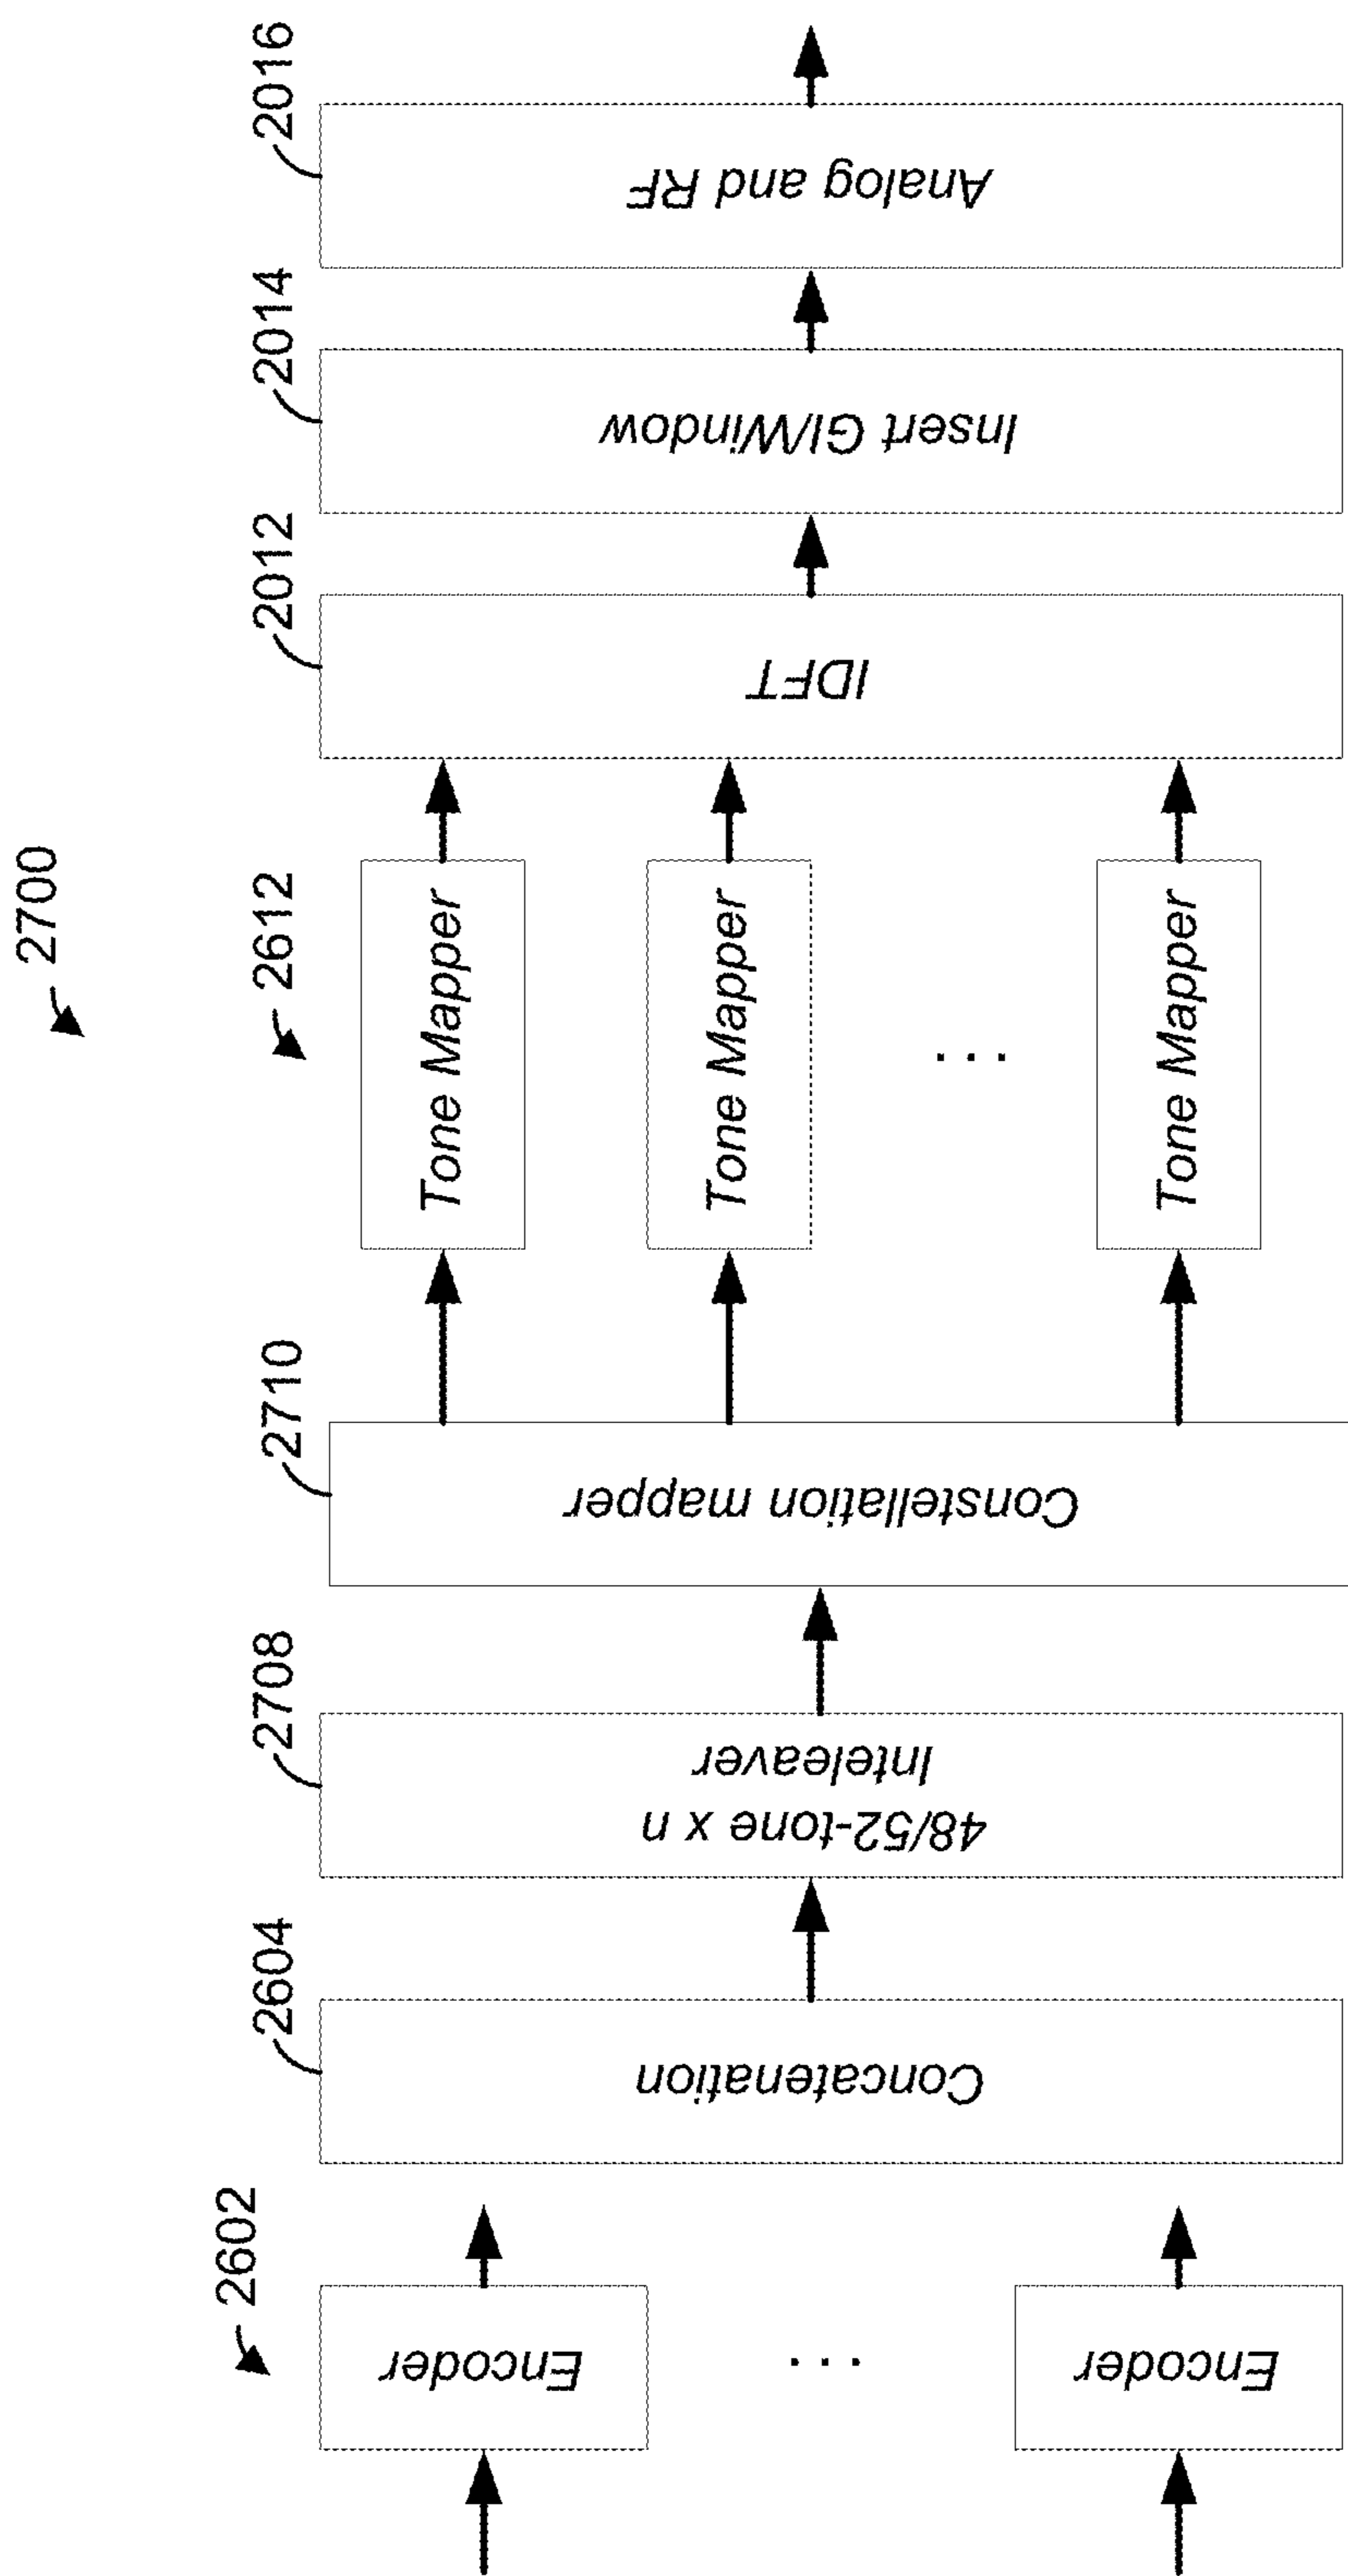 2700
2602
Encoder
...
Encoder
2604
Concatenation
2708
48/52-tone x n
Inteleaver
2710
Constellation mapper
2612
Tone Mapper
Tone Mapper
...
Tone Mapper
2012
IDFT
2014
Insert GI/Window
2016
Analog and RF